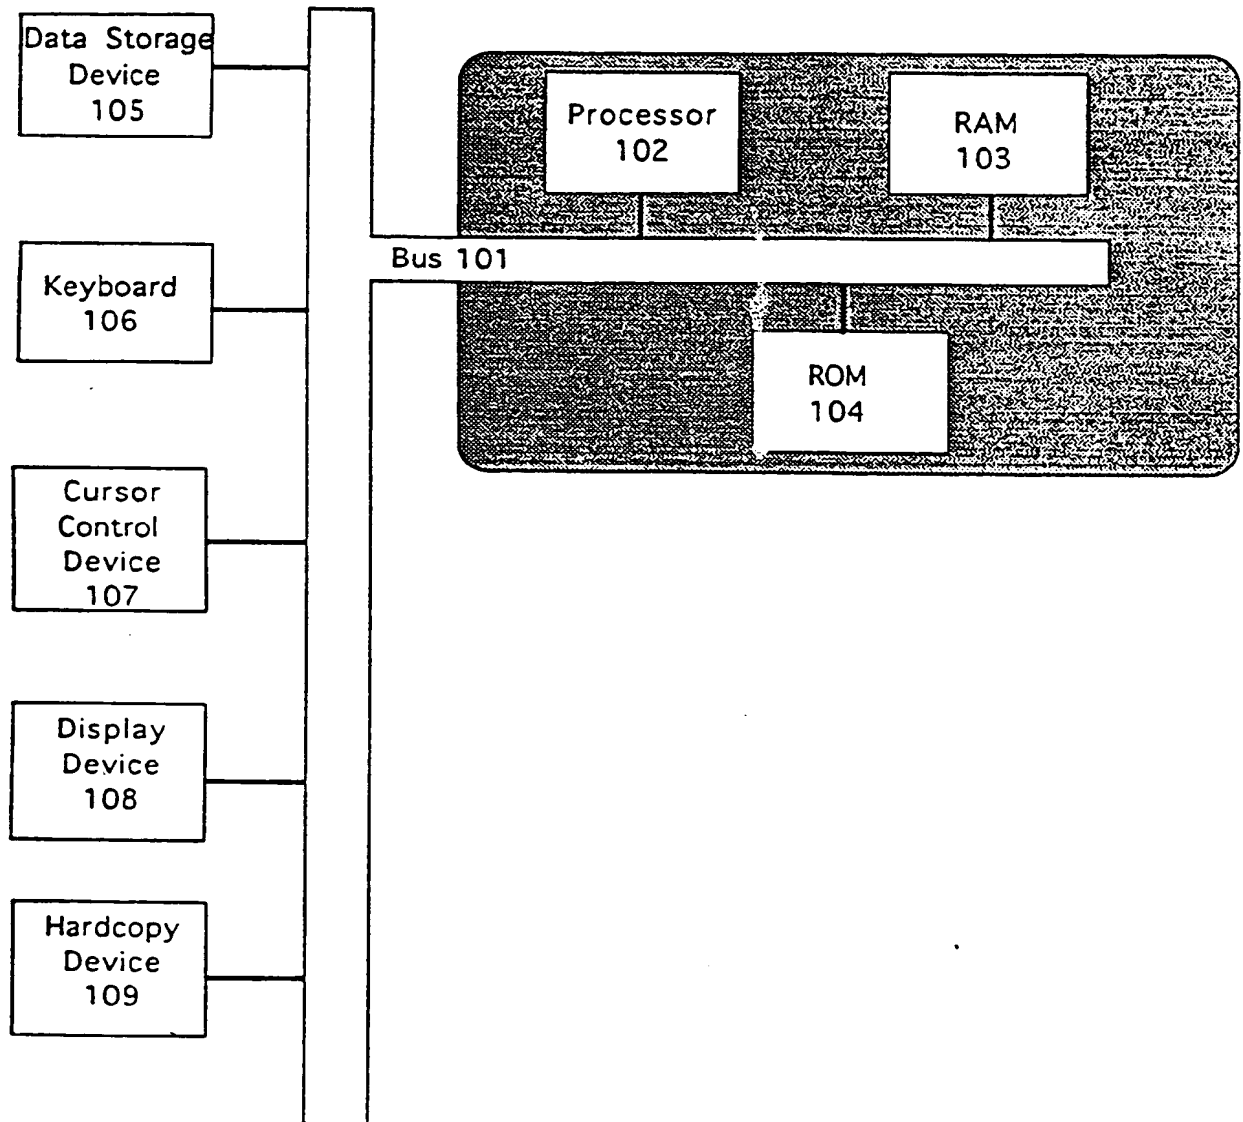 Data Storage
Device
105
Processor
102
RAM
103
Bus 101
Keyboard
106
ROM
104
Cursor
Control
Device
107
Display
Device
108
Hardcopy
Device
109